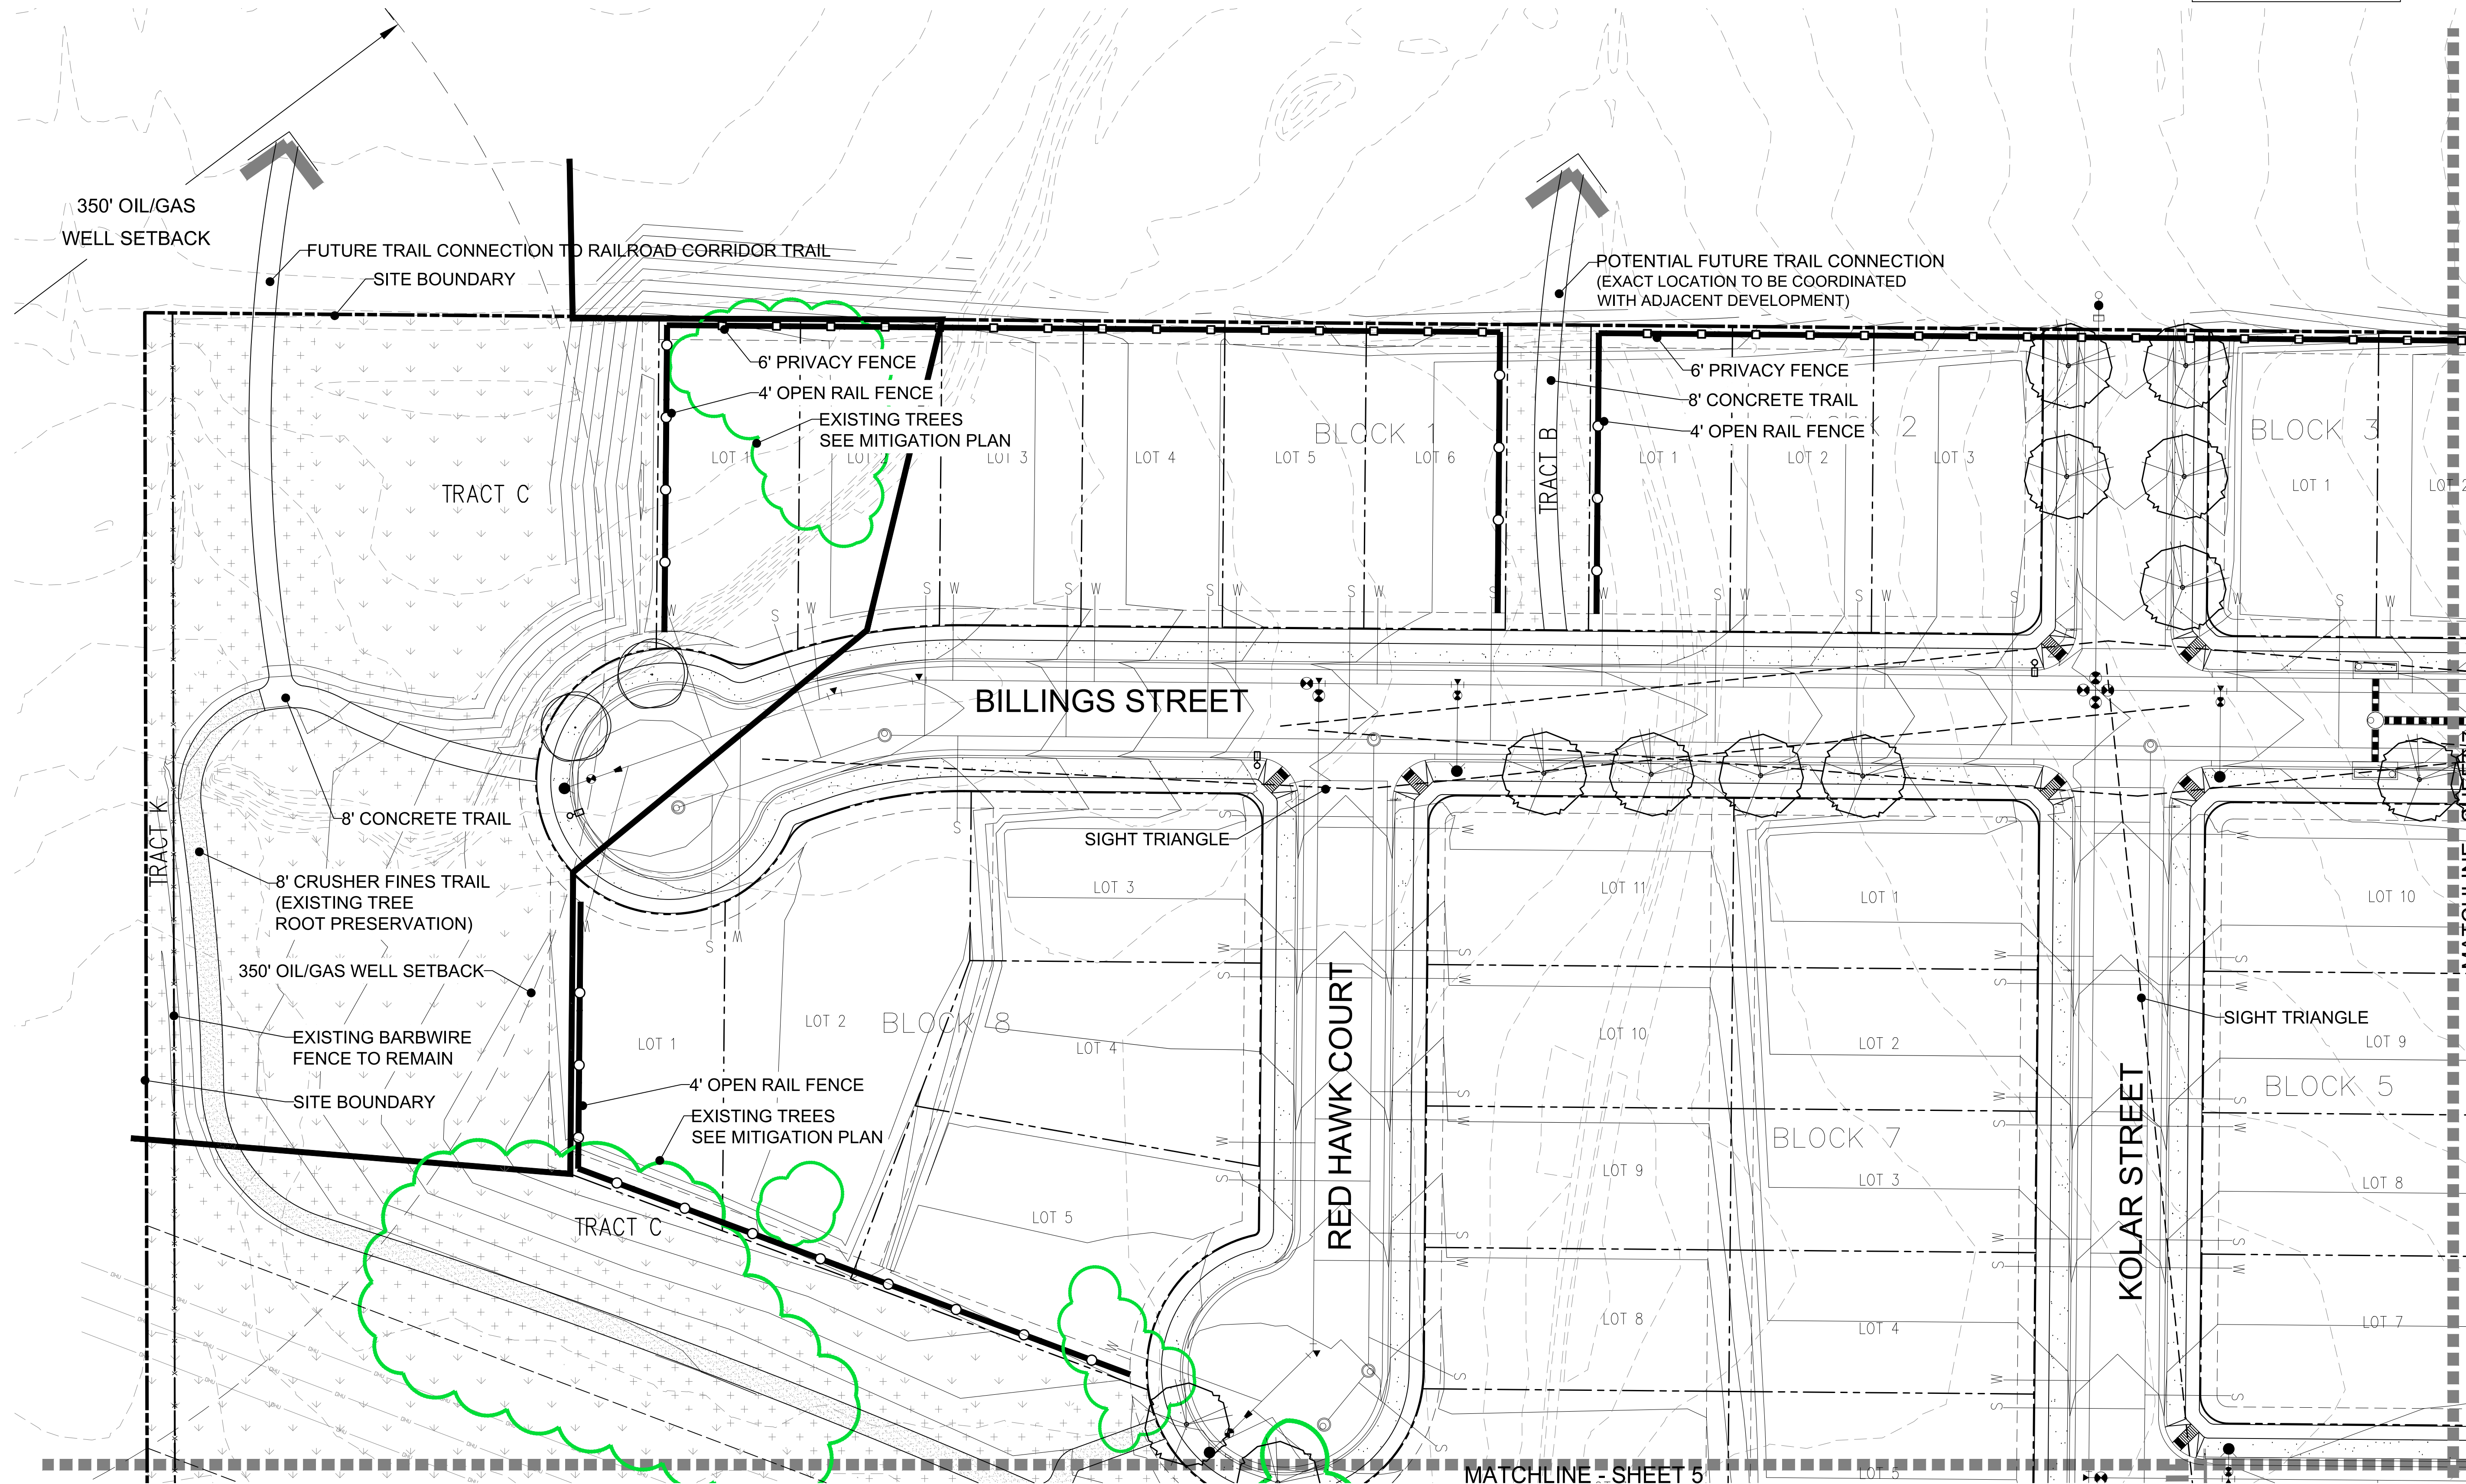 350' OIL/GAS
WELL SETBACK
FUTURE TRAIL CONNECTION TO RAILROAD CORRIDOR TRAIL
SITE BOUNDARY
POTENTIAL FUTURE TRAIL CONNECTION
(EXACT LOCATION TO BE COORDINATED
WITH ADJACENT DEVELOPMENT)
6' PRIVACY FENCE
4' OPEN RAIL FENCE
EXISTING TREES
SEE MITIGATION PLAN
6' PRIVACY FENCE
8' CONCRETE TRAIL
4' OPEN RAIL FENCE
BLOCK 1
BLOCK 2
BLOCK 3
TRACT C
LOT 1
LOT 2
LOT 3
LOT 4
LOT 5
LOT 6
TRACT B
LOT 1
LOT 2
LOT 3
LOT 1
LOT 2
S W
S W
S W
S W
S W
S W
S W
BILLINGS STREET
TRACT K
8' CONCRETE TRAIL
SIGHT TRIANGLE
8' CRUSHER FINES TRAIL
(EXISTING TREE
ROOT PRESERVATION)
350' OIL/GAS WELL SETBACK
EXISTING BARBWIRE
FENCE TO REMAIN
SITE BOUNDARY
LOT 1
LOT 2
BLOCK 8
LOT 3
LOT 4
LOT 5
4' OPEN RAIL FENCE
EXISTING TREES
SEE MITIGATION PLAN
TRACT C
RED HAWK COURT
LOT 11
LOT 10
LOT 9
LOT 8
BLOCK 7
LOT 1
LOT 2
LOT 3
LOT 4
LOT 5
KOLAR STREET
SIGHT TRIANGLE
LOT 10
LOT 9
BLOCK 5
LOT 8
LOT 7
OHU
MATCHLINE - SHEET 5